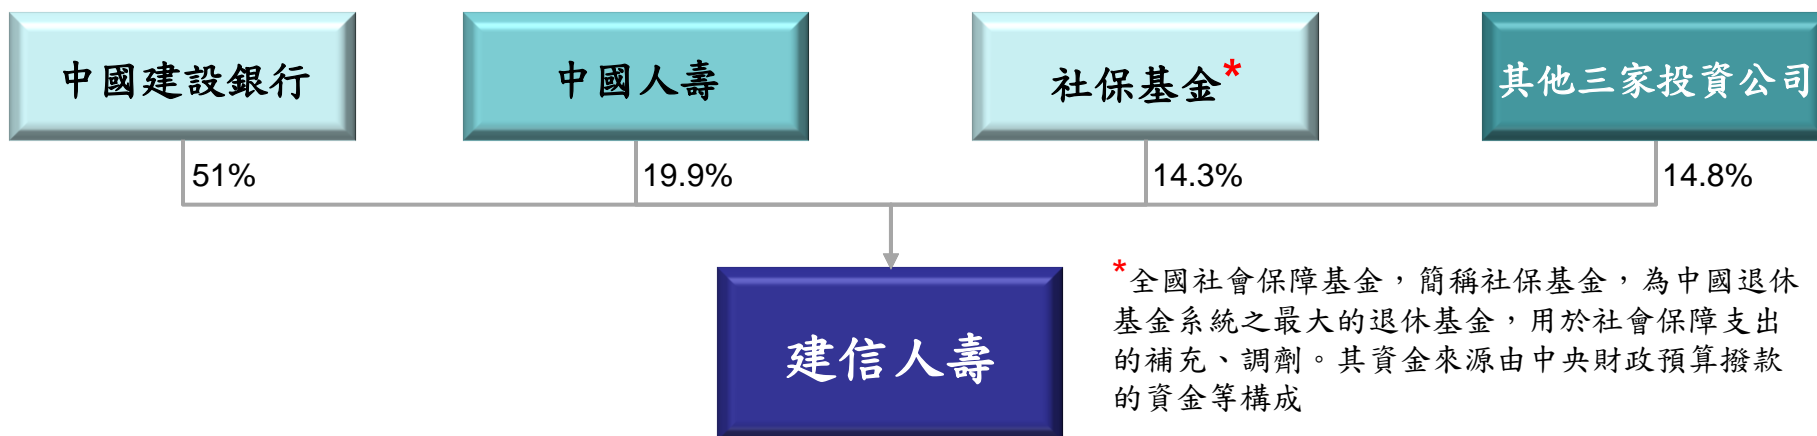 中國建設銀行
中國人壽
社保基金*
其他三家投資公司
51%
19.9%
14.3%
14.8%
建信人壽
*全國社會保障基金，簡稱社保基金，為中國退休
基金系統之最大的退休基金，用於社會保障支出
的補充、調劑。其資金來源由中央財政預算撥款
的資金等構成